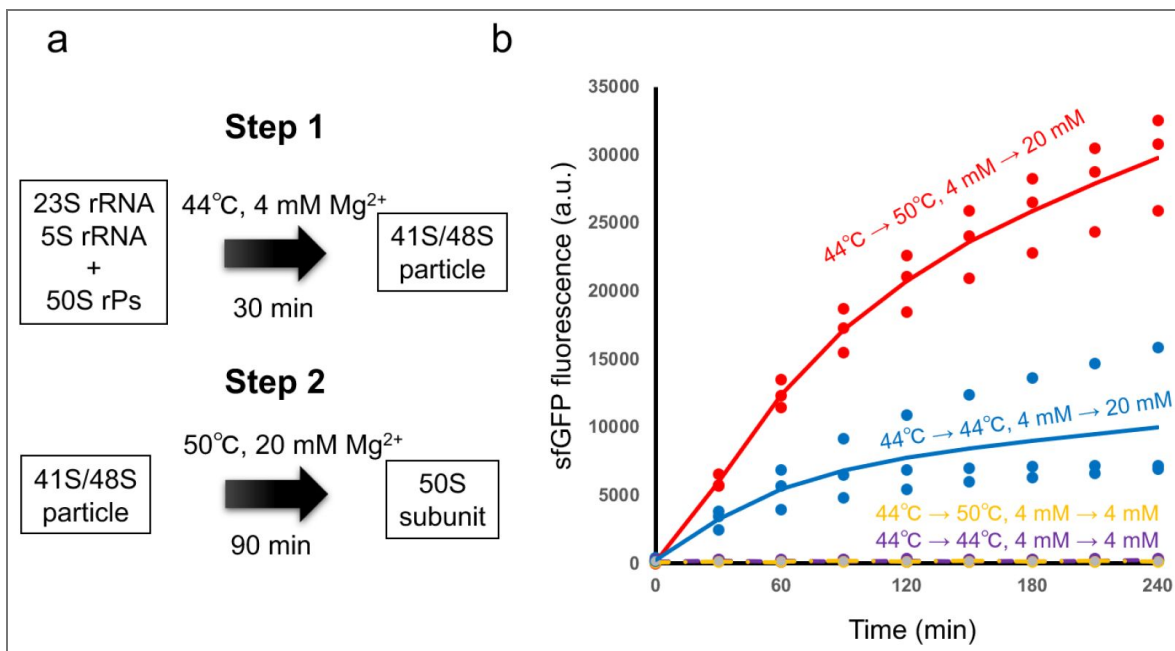 a
Step 1
23S rRNA
5S rRNA
+
50S rPs
44°C, 4 mM Mg²⁺
30 min
41S/48S
particle
Step 2
41S/48S
particle
50°C, 20 mM Mg²⁺
90 min
50S
subunit
b
sfGFP fluorescence (a.u.)
35000
30000
25000
20000
15000
10000
5000
0
44°C → 50°C, 4 mM → 20 mM
44°C → 44°C, 4 mM → 20 mM
44°C → 50°C, 4 mM → 4 mM
44°C → 44°C, 4 mM → 4 mM
0 60 120 180 240
Time (min)